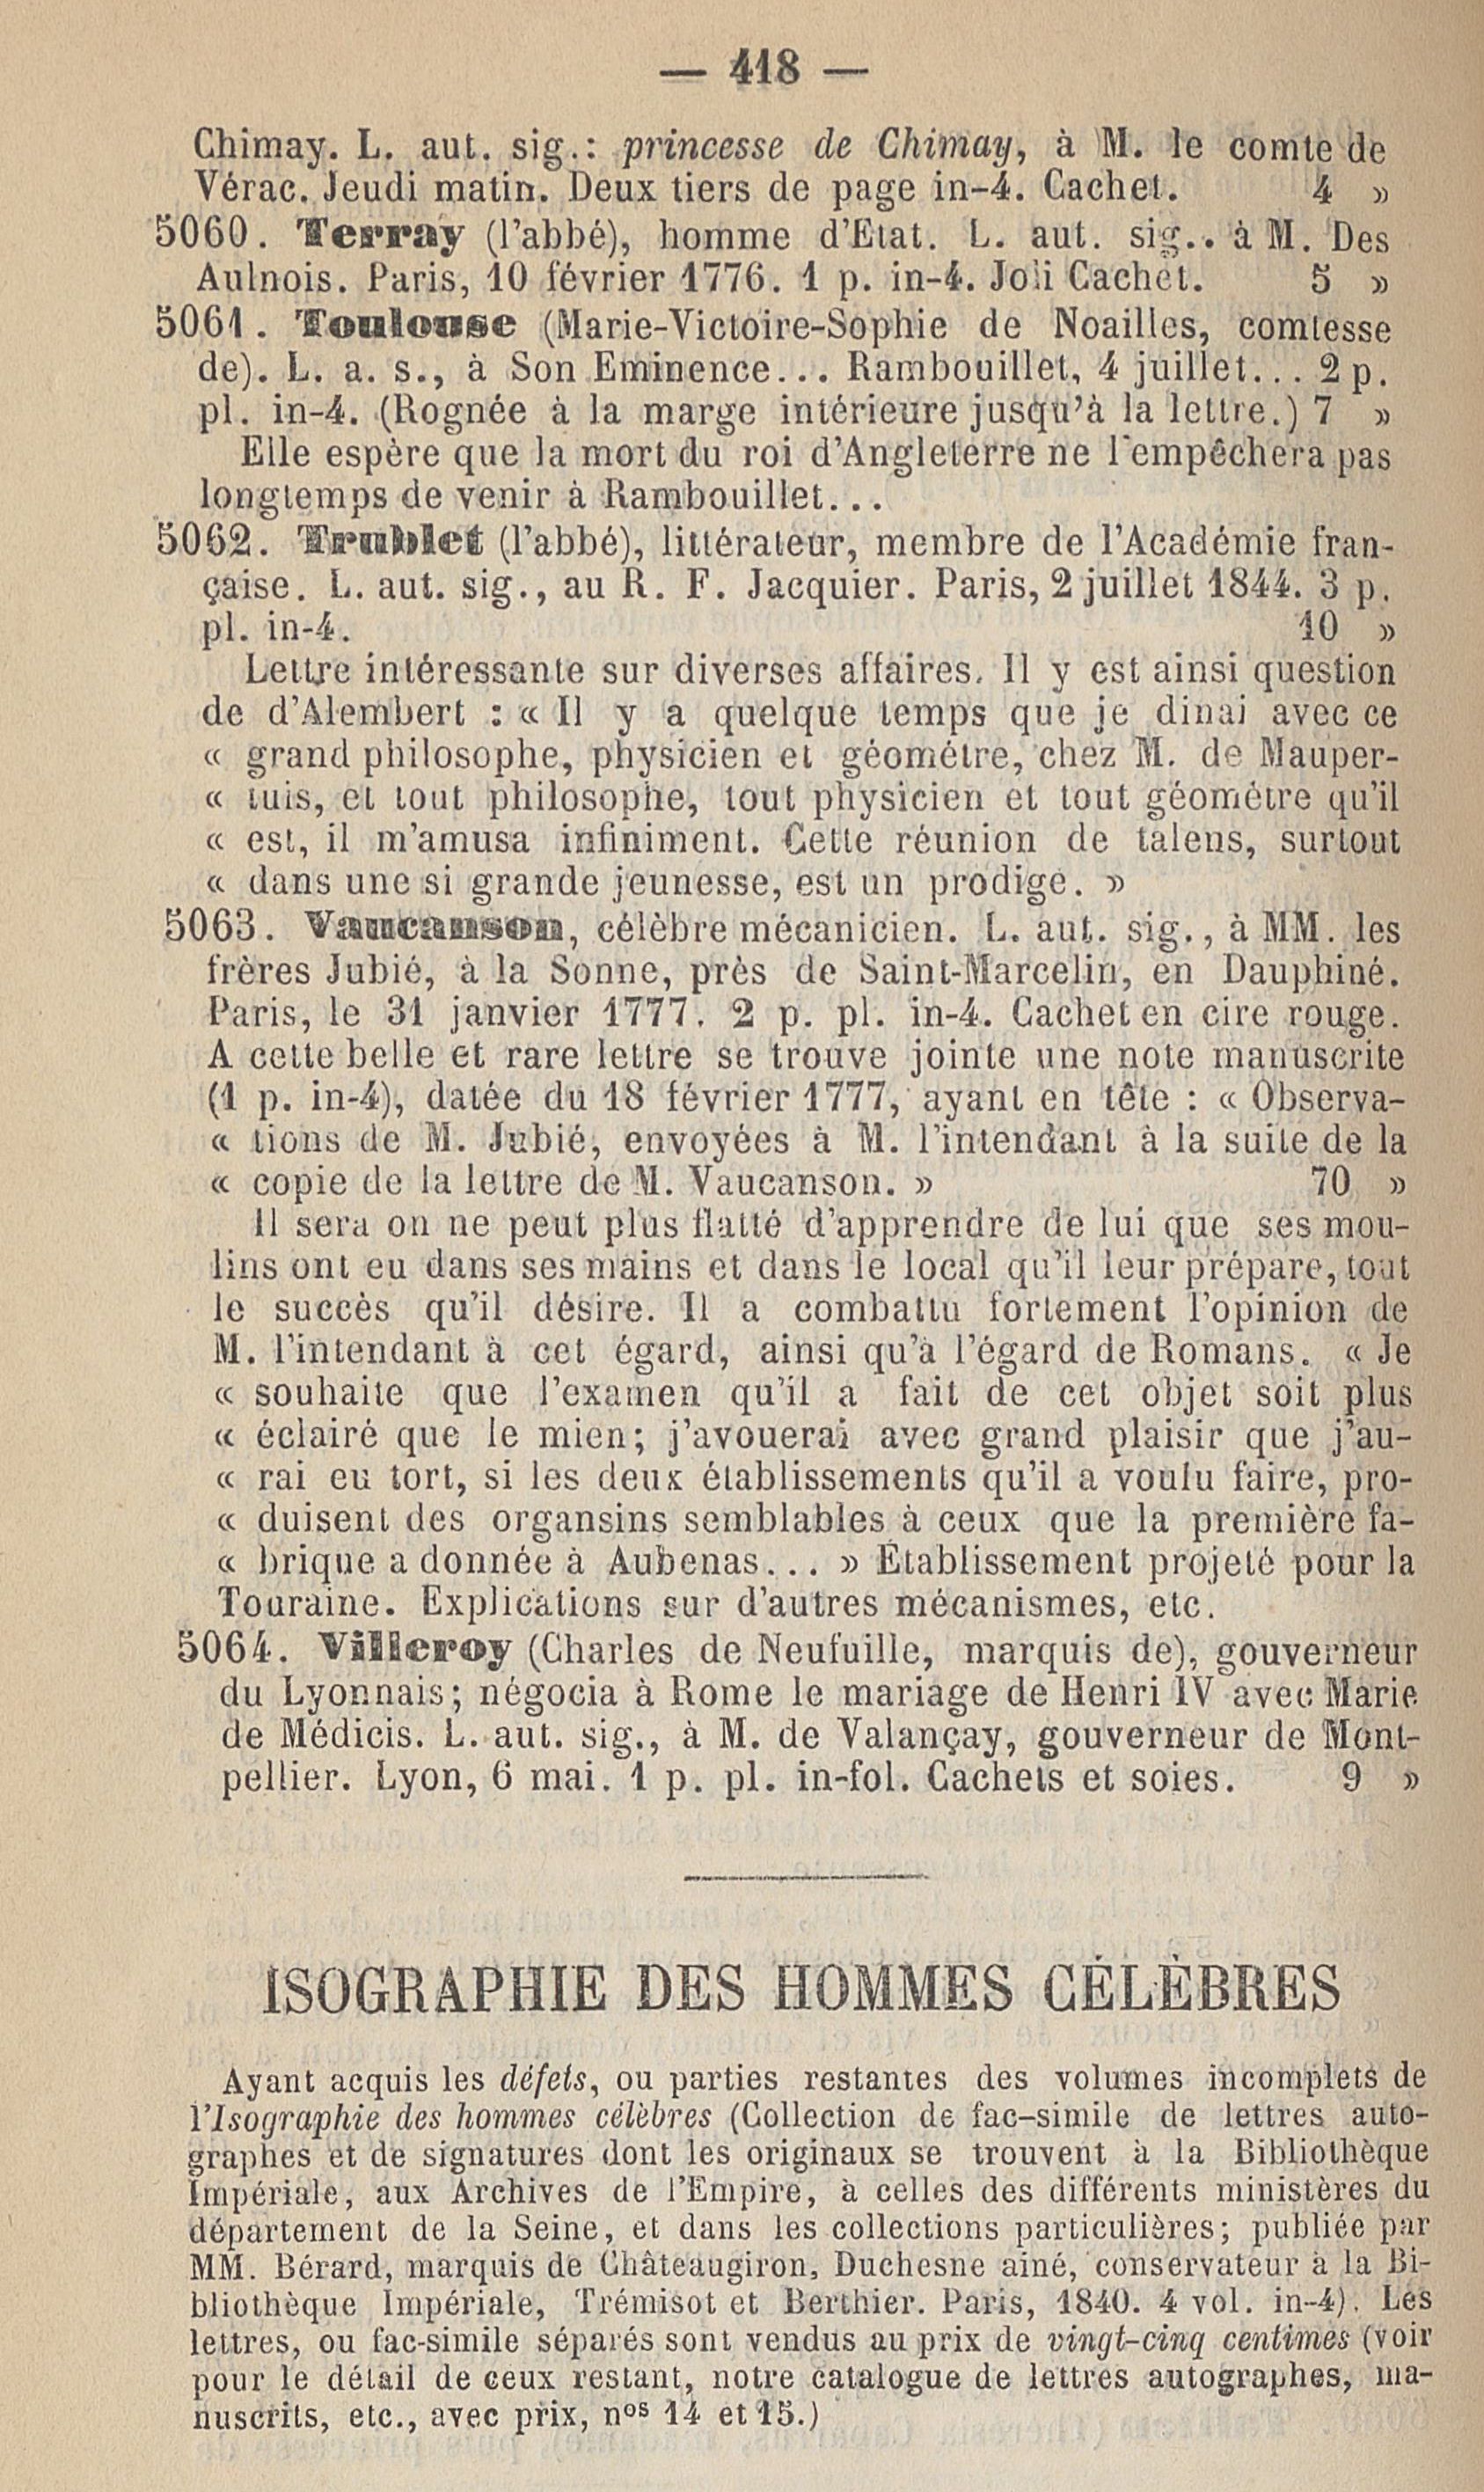 — 418 —
Chimay. L. aut. sig.: princesse de Chimay, à M. le comte de
Vérac. Jeudi matin. Deux tiers de page in-4. Cachet. 4 »
5060. Terray (l'abbé), homme d'Etat. L. aut. sig.. à M. Des
Aulnois. Paris, 10 février 1776. 1 p. in-4. Joli Cachet. 5 »
5061. Toulouse (Marie-Victoire-Sophie de Noailles, comtesse
de). L. a. s., à Son Eminence... Rambouillet, 4 juillet... 2 p.
pl. in-4. (Rognée à la marge intérieure jusqu'à la lettre.) 7 »
Elle espère que la mort du roi d'Angleterre ne l'empêchera pas
longtemps de venir à Rambouillet...
5062. Trublet (l'abbé), littérateur, membre de l'Académie fran-
çaise. L. aut. sig., au R. F. Jacquier. Paris, 2 juillet 1844. 3 p.
pl. in-4. 10 »
Lettre intéressante sur diverses affaires. Il y est ainsi question
de d'Alembert : « Il y a quelque temps que je dinai avec ce
« grand philosophe, physicien et géomètre, chez M. de Mauper-
« tuis, et tout philosophe, tout physicien et tout géomètre qu'il
« est, il m'amusa infiniment. Cette réunion de talens, surtout
« dans une si grande jeunesse, est un prodige. »
5063. Vaucanson, célèbre mécanicien. L. aut. sig., à MM. les
frères Jubié, à la Sonne, près de Saint-Marcelin, en Dauphiné.
Paris, le 31 janvier 1777. 2 p. pl. in-4. Cachet en cire rouge.
A cette belle et rare lettre se trouve jointe une note manuscrite
(1 p. in-4), datée du 18 février 1777, ayant en tête : « Observa-
« tions de M. Jubié, envoyées à M. l'intendant à la suite de la
« copie de la lettre de M. Vaucanson. » 70 »
Il sera on ne peut plus flatté d'apprendre de lui que ses mou-
lins ont eu dans ses mains et dans le local qu'il leur prépare, tout
le succès qu'il désire. Il a combattu fortement l'opinion de
M. l'intendant à cet égard, ainsi qu'à l'égard de Romans. « Je
« souhaite que l'examen qu'il a fait de cet objet soit plus
« éclairé que le mien; j'avouerai avec grand plaisir que j'au-
« rai eu tort, si les deux établissements qu'il a voulu faire, pro-
« duisent des organsins semblables à ceux que la première fa-
« brique a donnée à Aubenas... » Établissement projeté pour la
Touraine. Explications sur d'autres mécanismes, etc.
5064. Villeroy (Charles de Neufuille, marquis de), gouverneur
du Lyonnais; négocia à Rome le mariage de Henri IV avec Marie
de Médicis. L. aut. sig., à M. de Valançay, gouverneur de Mont-
pellier. Lyon, 6 mai. 1 p. pl. in-fol. Cachets et soies. 9 »
ISOGRAPHIE DES HOMMES CÉLÈBRES
Ayant acquis les défets, ou parties restantes des volumes incomplets de
l'Isographie des hommes célèbres (Collection de fac-simile de lettres auto-
graphes et de signatures dont les originaux se trouvent à la Bibliothèque
Impériale, aux Archives de l'Empire, à celles des différents ministères du
département de la Seine, et dans les collections particulières; publiée par
MM. Bérard, marquis de Châteaugiron, Duchesne ainé, conservateur à la Bi-
bliothèque Impériale, Trémisot et Berthier. Paris, 1840. 4 vol. in-4). Les
lettres, ou fac-simile séparés sont vendus au prix de vingt-cinq centimes (voir
pour le détail de ceux restant, notre catalogue de lettres autographes, ma-
nuscrits, etc., avec prix, nos 14 et 15.)